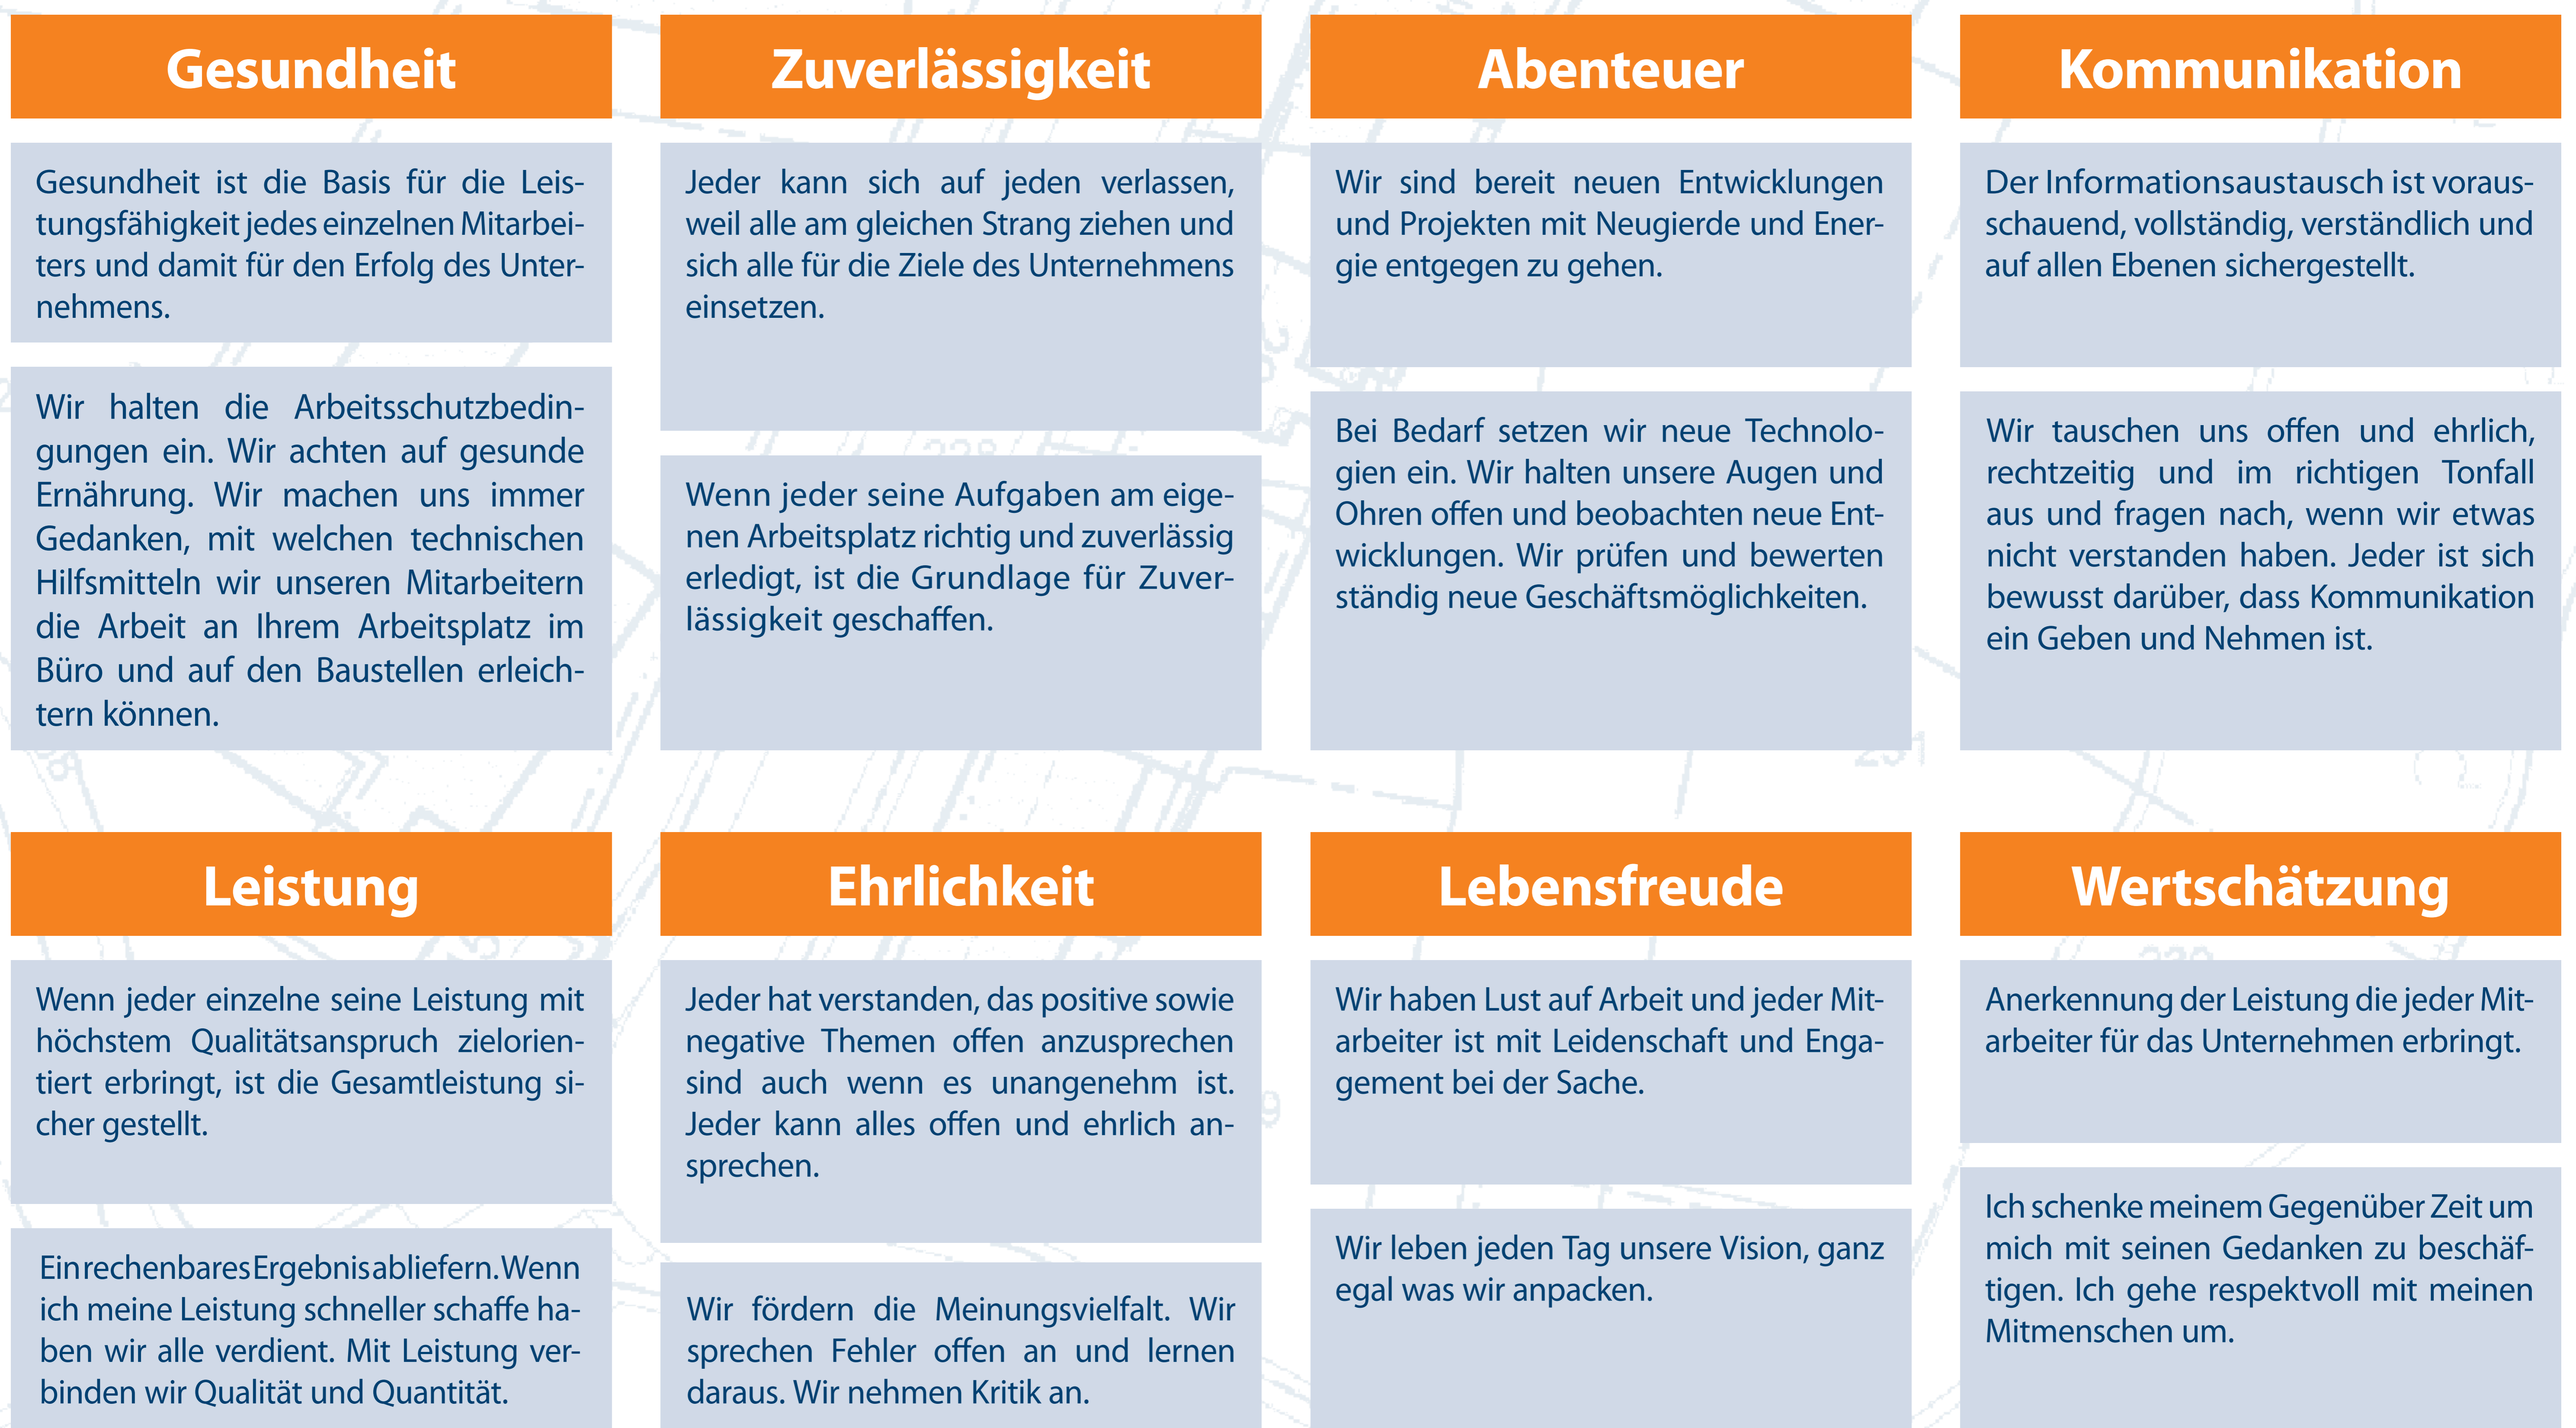 Gesundheit
Gesundheit ist die Basis für die Leis-
tungsfähigkeit jedes einzelnen Mitarbei-
ters und damit für den Erfolg des Unter-
nehmens.
Wir halten die Arbeitsschutzbedin-
gungen ein. Wir achten auf gesunde
Ernährung. Wir machen uns immer
Gedanken, mit welchen technischen
Hilfsmitteln wir unseren Mitarbeitern
die Arbeit an Ihrem Arbeitsplatz im
Büro und auf den Baustellen erleich-
tern können.
Zuverlässigkeit
Jeder kann sich auf jeden verlassen,
weil alle am gleichen Strang ziehen und
sich alle für die Ziele des Unternehmens
einsetzen.
Wenn jeder seine Aufgaben am eige-
nen Arbeitsplatz richtig und zuverlässig
erledigt, ist die Grundlage für Zuver-
lässigkeit geschaffen.
Abenteuer
Wir sind bereit neuen Entwicklungen
und Projekten mit Neugierde und Ener-
gie entgegen zu gehen.
Bei Bedarf setzen wir neue Technolo-
gien ein. Wir halten unsere Augen und
Ohren offen und beobachten neue Ent-
wicklungen. Wir prüfen und bewerten
ständig neue Geschäftsmöglichkeiten.
Kommunikation
Der Informationsaustausch ist voraus-
schauend, vollständig, verständlich und
auf allen Ebenen sichergestellt.
Wir tauschen uns offen und ehrlich,
rechtzeitig und im richtigen Tonfall
aus und fragen nach, wenn wir etwas
nicht verstanden haben. Jeder ist sich
bewusst darüber, dass Kommunikation
ein Geben und Nehmen ist.
Leistung
Wenn jeder einzelne seine Leistung mit
höchstem Qualitätsanspruch zielorien-
tiert erbringt, ist die Gesamtleistung si-
cher gestellt.
Ein rechenbares Ergebnis abliefern. Wenn
ich meine Leistung schneller schaffe ha-
ben wir alle verdient. Mit Leistung ver-
binden wir Qualität und Quantität.
Ehrlichkeit
Jeder hat verstanden, das positive sowie
negative Themen offen anzusprechen
sind auch wenn es unangenehm ist.
Jeder kann alles offen und ehrlich an-
sprechen.
Wir fördern die Meinungsvielfalt. Wir
sprechen Fehler offen an und lernen
daraus. Wir nehmen Kritik an.
Lebensfreude
Wir haben Lust auf Arbeit und jeder Mit-
arbeiter ist mit Leidenschaft und Enga-
gement bei der Sache.
Wir leben jeden Tag unsere Vision, ganz
egal was wir anpacken.
Wertschätzung
Anerkennung der Leistung die jeder Mit-
arbeiter für das Unternehmen erbringt.
Ich schenke meinem Gegenüber Zeit um
mich mit seinen Gedanken zu beschäf-
tigen. Ich gehe respektvoll mit meinen
Mitmenschen um.